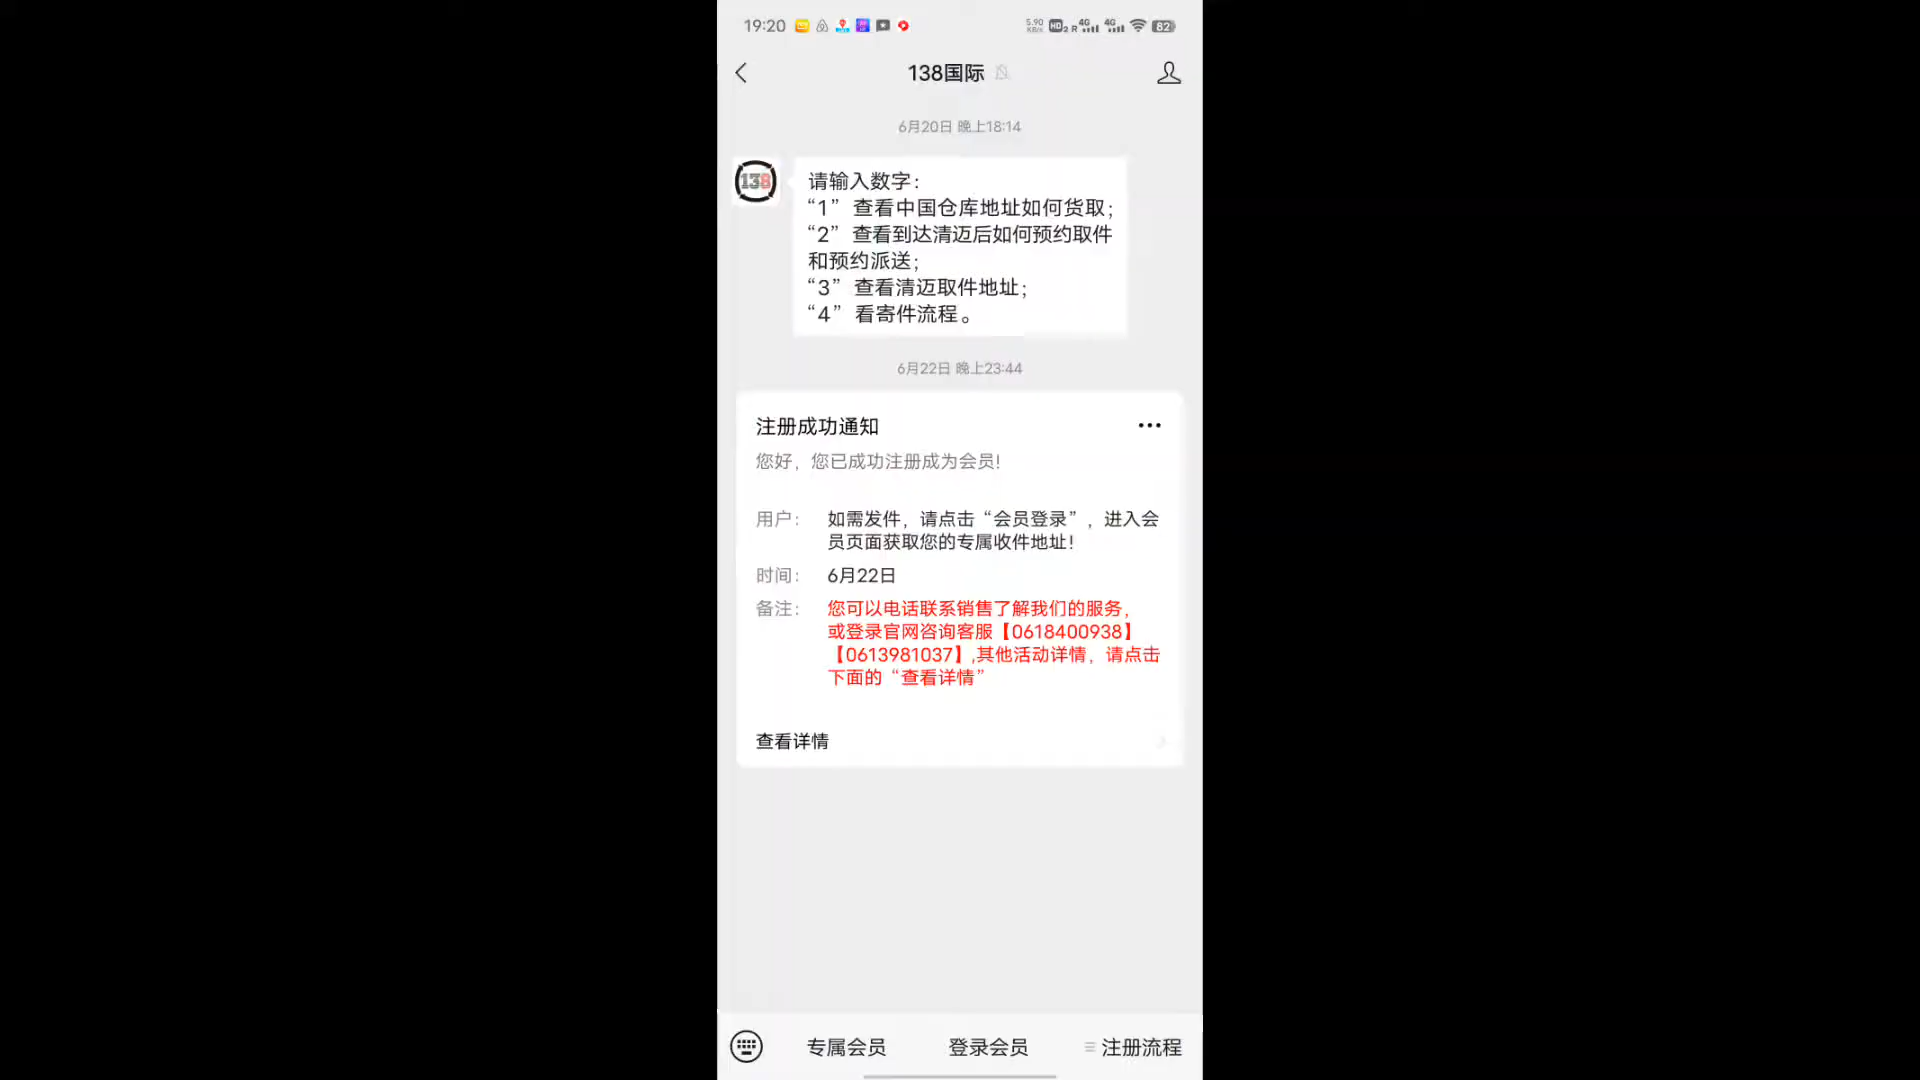 19:20
5.90 KB/s HD 2 R 4G 4G 82
138国际
6月20日 晚上18:14
138
请输入数字：
“1” 查看中国仓库地址如何货取；
“2” 查看到达清迈后如何预约取件
和预约派送；
“3” 查看清迈取件地址；
“4” 看寄件流程。
6月22日 晚上23:44
注册成功通知
您好，您已成功注册成为会员！
用户： 如需发件，请点击“会员登录”，进入会
员页面获取您的专属收件地址！
时间： 6月22日
备注： 您可以电话联系销售了解我们的服务，
或登录官网咨询客服【0618400938】
【0613981037】,其他活动详情，请点击
下面的“查看详情”
查看详情
专属会员 登录会员 注册流程